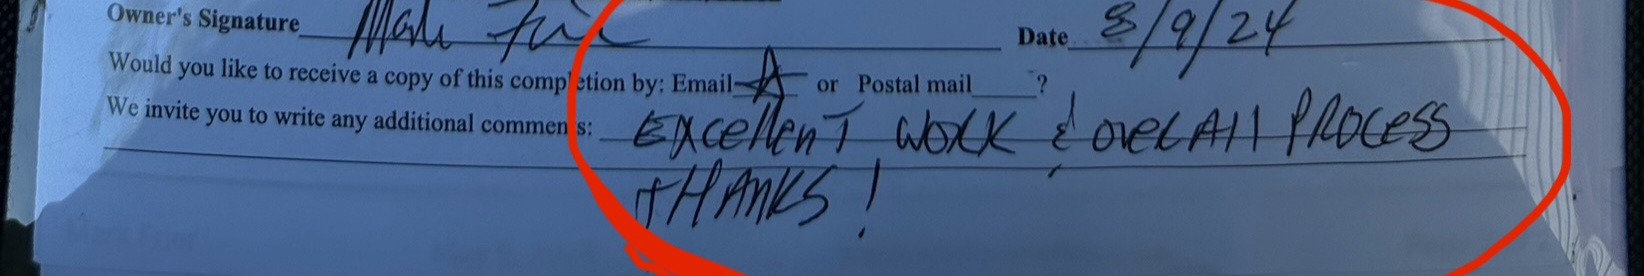 Owner's Signature Date 8/9/24
Would you like to receive a copy of this completion by: Email or Postal mail ?
We invite you to write any additional comments: EXcellenT WORK & oveRAll PROCESS
tHANKS!